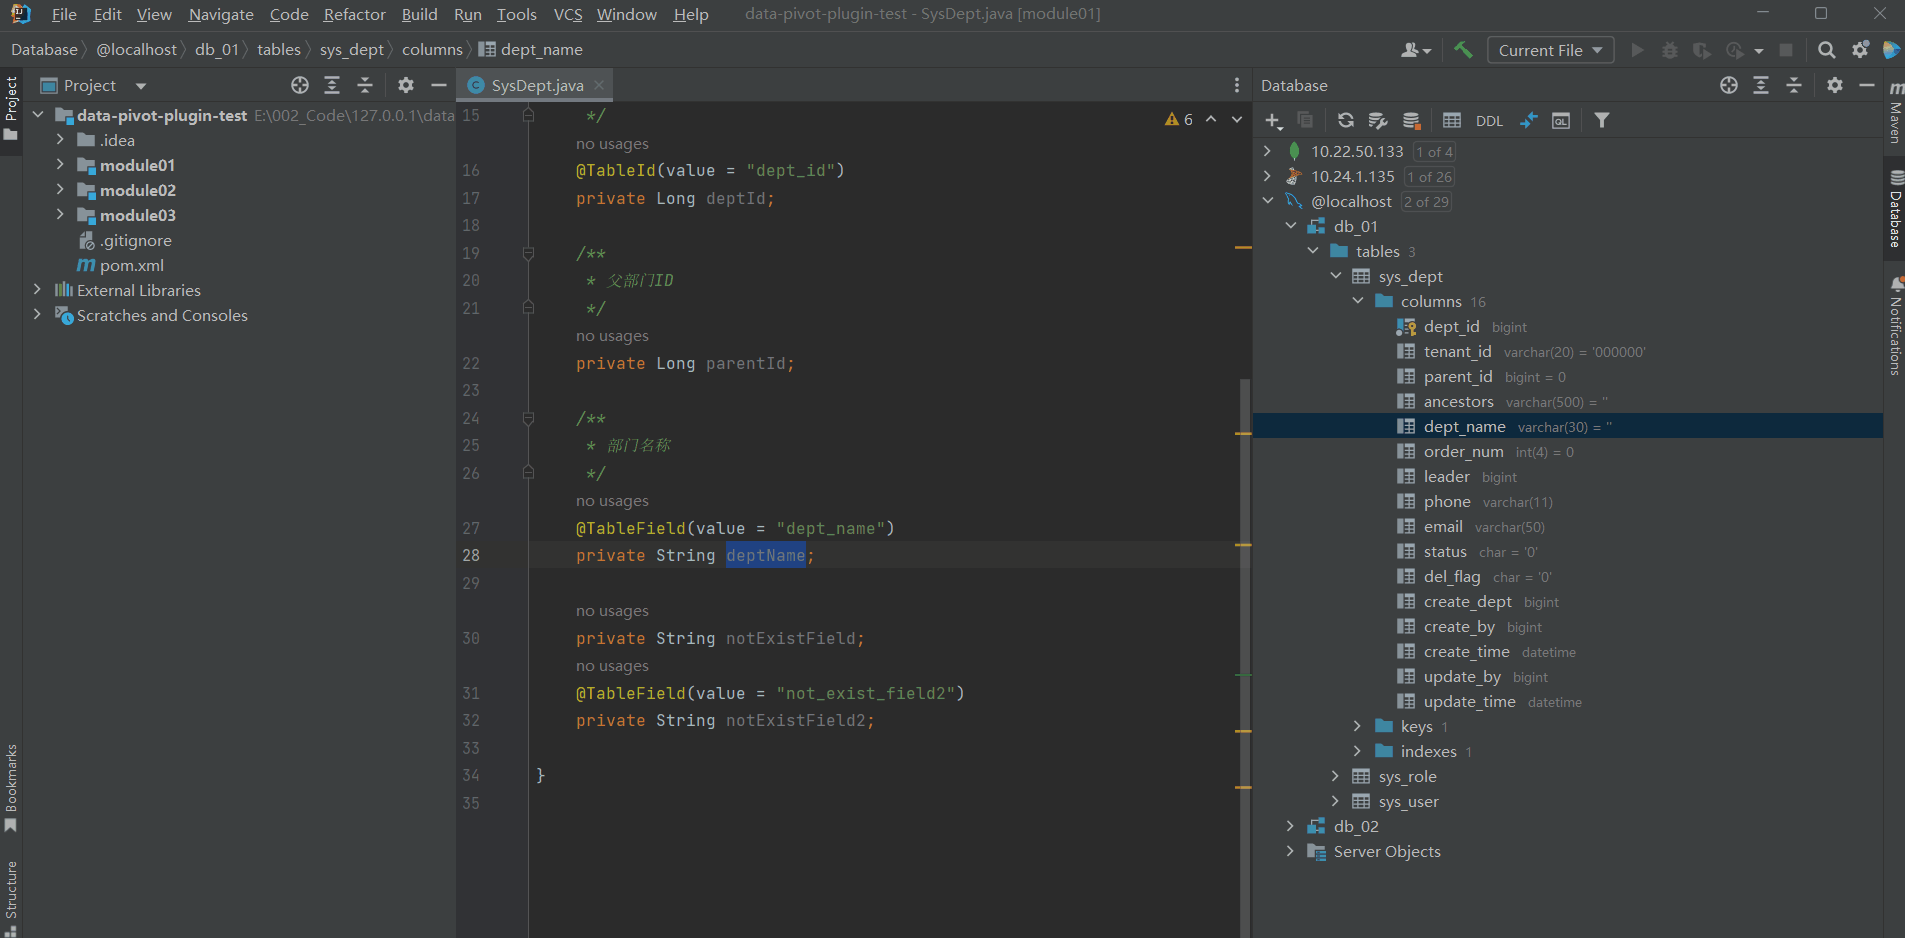 File Edit View Navigate Code Refactor Build Run Tools VCS Window Help data-pivot-plugin-test - SysDept.java [module01]
Database @localhost db_01 tables sys_dept columns dept_name Current File
Project
Bookmarks
Structure
Project
data-pivot-plugin-test E:\002_Code\127.0.0.1\data
.idea
module01
module02
module03
.gitignore
pom.xml
External Libraries
Scratches and Consoles
SysDept.java
6
15 */
no usages
16 @TableId(value = "dept_id")
17 private Long deptId;
18
19 /**
20 * 父部门ID
21 */
no usages
22 private Long parentId;
23
24 /**
25 * 部门名称
26 */
no usages
27 @TableField(value = "dept_name")
28 private String deptName;
29
no usages
30 private String notExistField;
no usages
31 @TableField(value = "not_exist_field2")
32 private String notExistField2;
33
34 }
35
Database
DDL
QL
10.22.50.133 1 of 4
10.24.1.135 1 of 26
@localhost 2 of 29
db_01
tables 3
sys_dept
columns 16
dept_id bigint
tenant_id varchar(20) = '000000'
parent_id bigint = 0
ancestors varchar(500) = ''
dept_name varchar(30) = ''
order_num int(4) = 0
leader bigint
phone varchar(11)
email varchar(50)
status char = '0'
del_flag char = '0'
create_dept bigint
create_by bigint
create_time datetime
update_by bigint
update_time datetime
keys 1
indexes 1
sys_role
sys_user
db_02
Server Objects
Maven
Database
Notifications